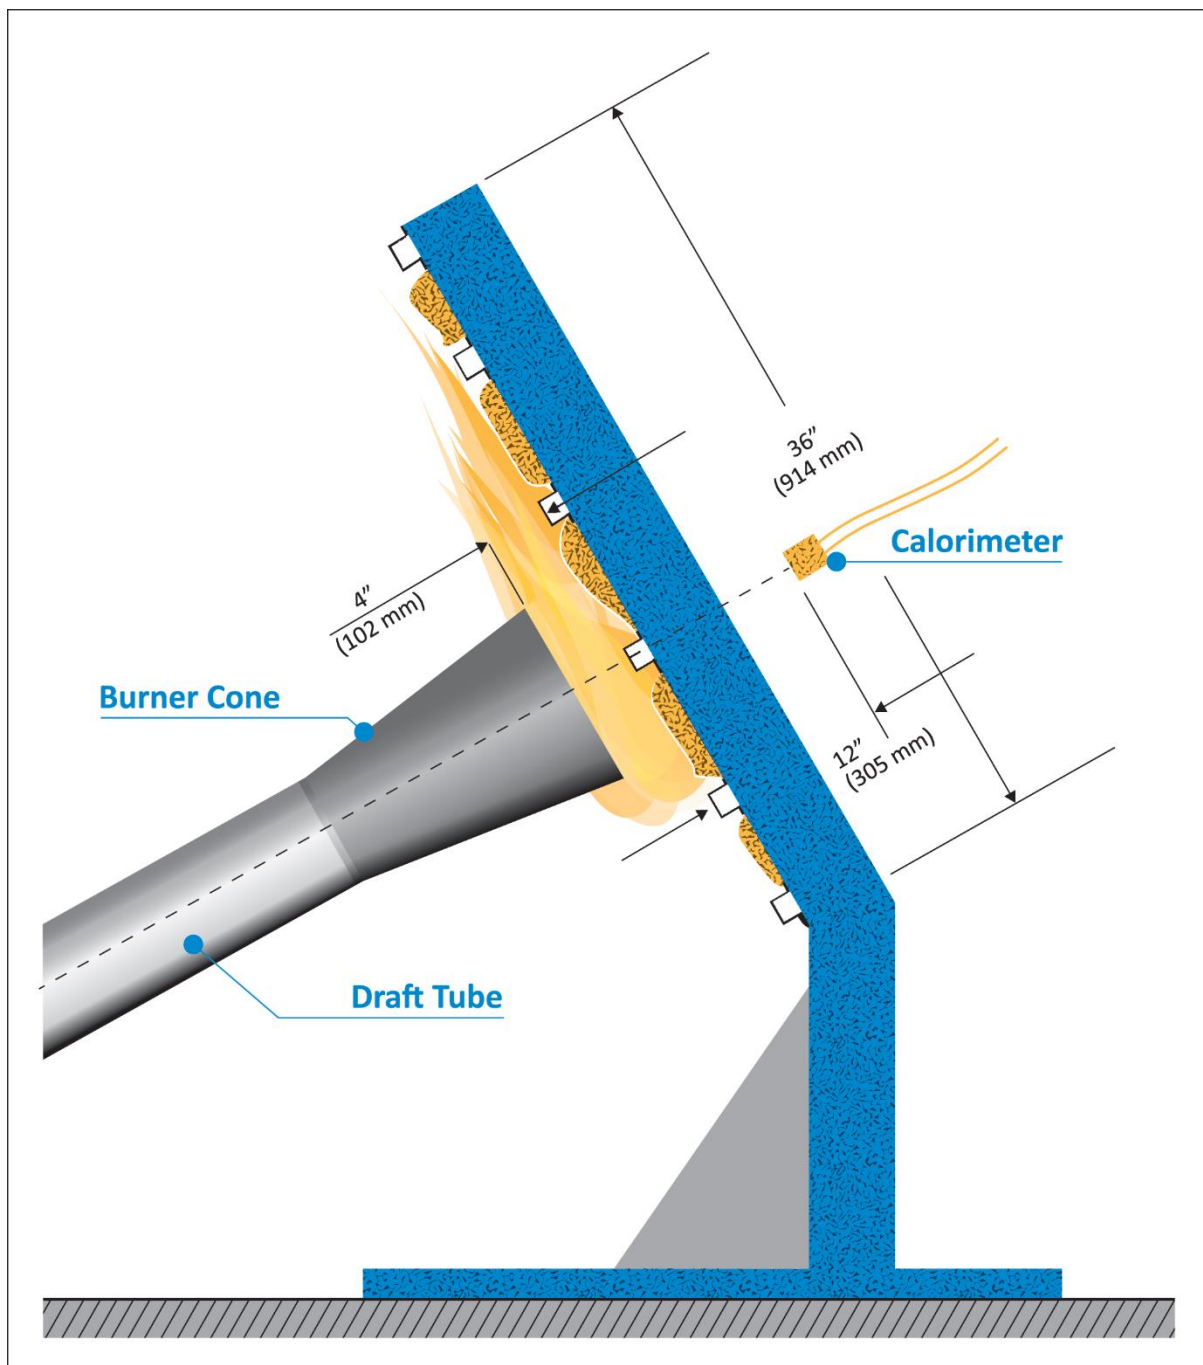 36”
(914 mm)
Calorimeter
4”
(102 mm)
Burner Cone
12”
(305 mm)
Draft Tube